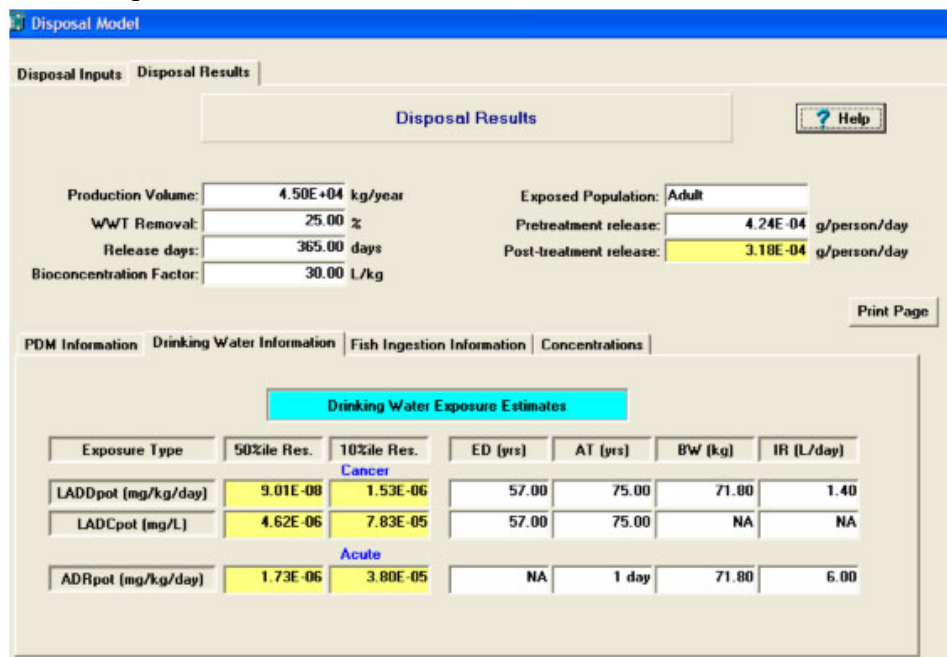 Disposal Model
Disposal Inputs Disposal Results
Disposal Results ? Help
Production Volume: 4.50E+04 kg/year Exposed Population: Adult
WWT Removal: 25.00 % Pretreatment release: 4.24E-04 g/person/day
Release days: 365.00 days Post-treatment release: 3.18E-04 g/person/day
Bioconcentration Factor: 30.00 L/kg
Print Page
PDM Information Drinking Water Information Fish Ingestion Information Concentrations
Drinking Water Exposure Estimates
Exposure Type 50%ile Res. 10%ile Res. ED (yrs) AT (yrs) BW (kg) IR (L/day)
Cancer
LADDpot (mg/kg/day) 9.01E-08 1.53E-06 57.00 75.00 71.80 1.40
LADCpot (mg/L) 4.62E-06 7.83E-05 57.00 75.00 NA NA
Acute
ADRpot (mg/kg/day) 1.73E-06 3.80E-05 NA 1 day 71.80 6.00